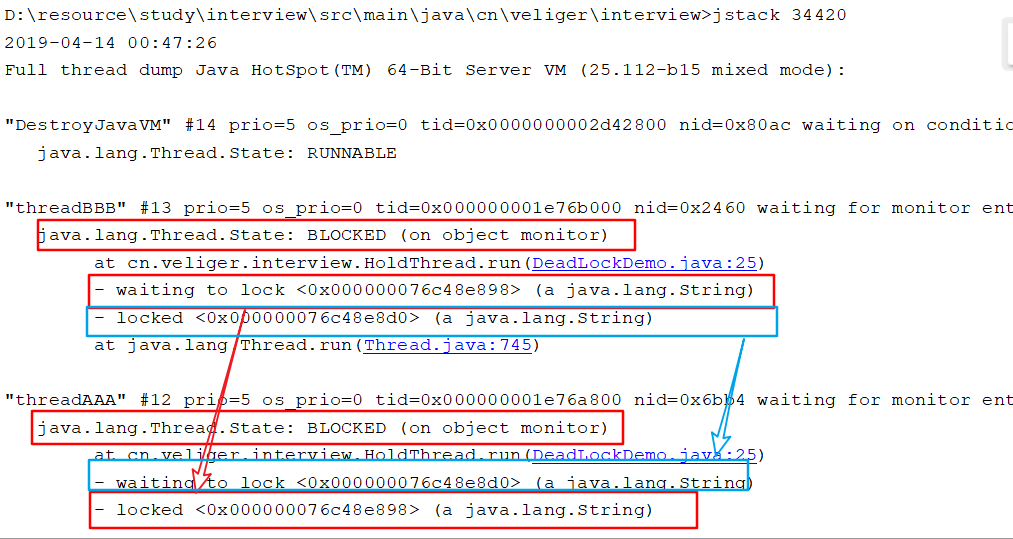 D:\resource\study\interview\src\main\java\cn\veliger\interview>jstack 34420
2019-04-14 00:47:26
Full thread dump Java HotSpot(TM) 64-Bit Server VM (25.112-b15 mixed mode):
"DestroyJavaVM" #14 prio=5 os_prio=0 tid=0x0000000002d42800 nid=0x80ac waiting on conditio
java.lang.Thread.State: RUNNABLE
"threadBBB" #13 prio=5 os_prio=0 tid=0x000000001e76b000 nid=0x2460 waiting for monitor ent
java.lang.Thread.State: BLOCKED (on object monitor)
at cn.veliger.interview.HoldThread.run(DeadLockDemo.java:25)
- waiting to lock <0x000000076c48e898> (a java.lang.String)
- locked <0x000000076c48e8d0> (a java.lang.String)
at java.lang.Thread.run(Thread.java:745)
"threadAAA" #12 prio=5 os_prio=0 tid=0x000000001e76a800 nid=0x6bb4 waiting for monitor ent
java.lang.Thread.State: BLOCKED (on object monitor)
at cn.veliger.interview.HoldThread.run(DeadLockDemo.java:25)
- waiting to lock <0x000000076c48e8d0> (a java.lang.String)
- locked <0x000000076c48e898> (a java.lang.String)